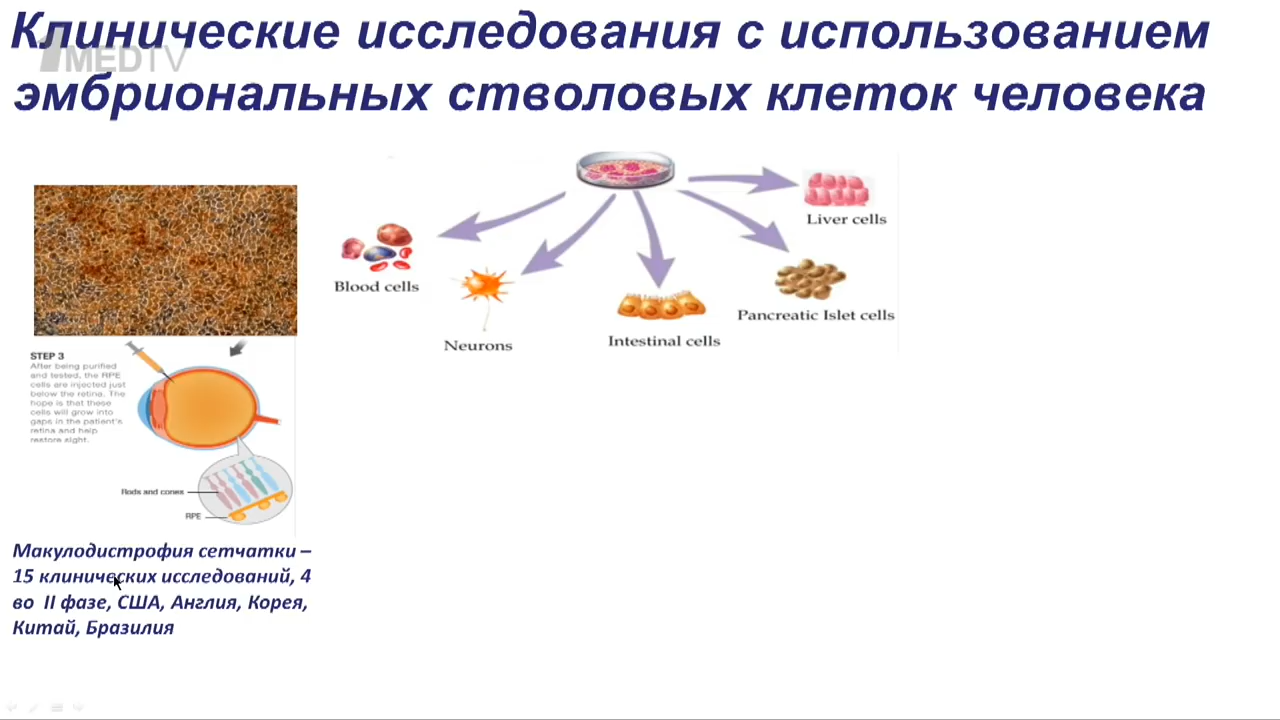 Клинические исследования с использованием
эмбриональных стволовых клеток человека
1MEDTV
Liver cells
Blood cells
Pancreatic Islet cells
Neurons
Intestinal cells
STEP 3
After being purified
and tested, the RPE
cells are injected just
below the retina. The
hope is that these
cells will grow into
gaps in the patient's
retina and help
restore sight.
Rods and cones
RPE
Макулодистрофия сетчатки –
15 клинических исследований, 4
во II фазе, США, Англия, Корея,
Китай, Бразилия